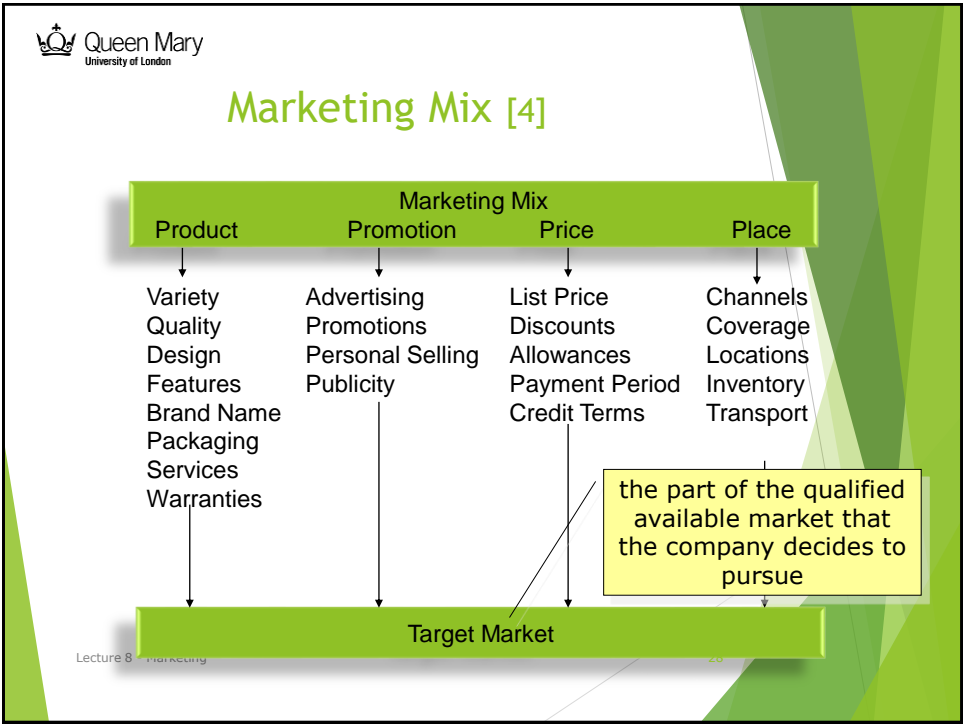 Queen Mary
University of London
Marketing Mix [4]
Marketing Mix
Product Promotion Price Place
Variety
Quality
Design
Features
Brand Name
Packaging
Services
Warranties
Advertising
Promotions
Personal Selling
Publicity
List Price
Discounts
Allowances
Payment Period
Credit Terms
Channels
Coverage
Locations
Inventory
Transport
the part of the qualified
available market that
the company decides to
pursue
Target Market
Lecture 8 - Marketing